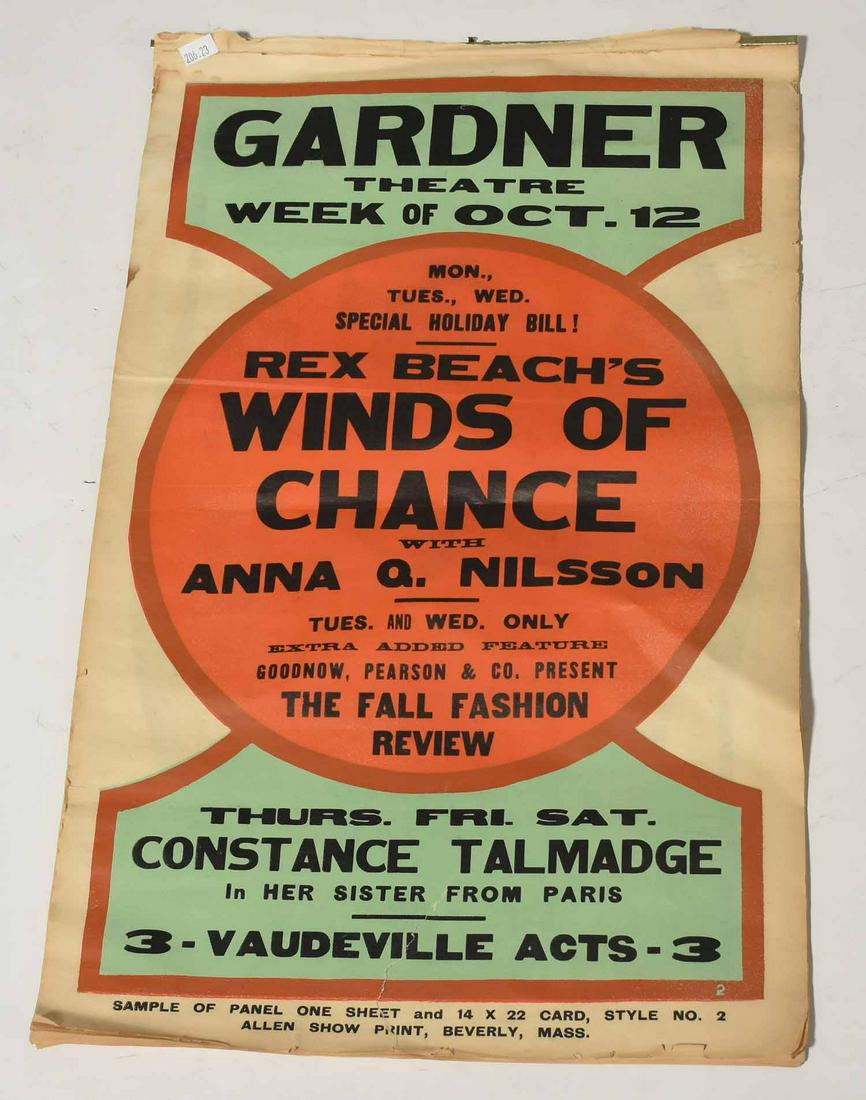 206.23
GARDNER
THEATRE
WEEK OF OCT. 12
MON.,
TUES., WED.
SPECIAL HOLIDAY BILL!
REX BEACH'S
WINDS OF
CHANCE
WITH
ANNA Q. NILSSON
TUES. AND WED. ONLY
EXTRA ADDED FEATURE
GOODNOW, PEARSON & CO. PRESENT
THE FALL FASHION
REVIEW
THURS. FRI. SAT.
CONSTANCE TALMADGE
In HER SISTER FROM PARIS
3 - VAUDEVILLE ACTS - 3
2
SAMPLE OF PANEL ONE SHEET and 14 X 22 CARD, STYLE NO. 2
ALLEN SHOW PRINT, BEVERLY, MASS.